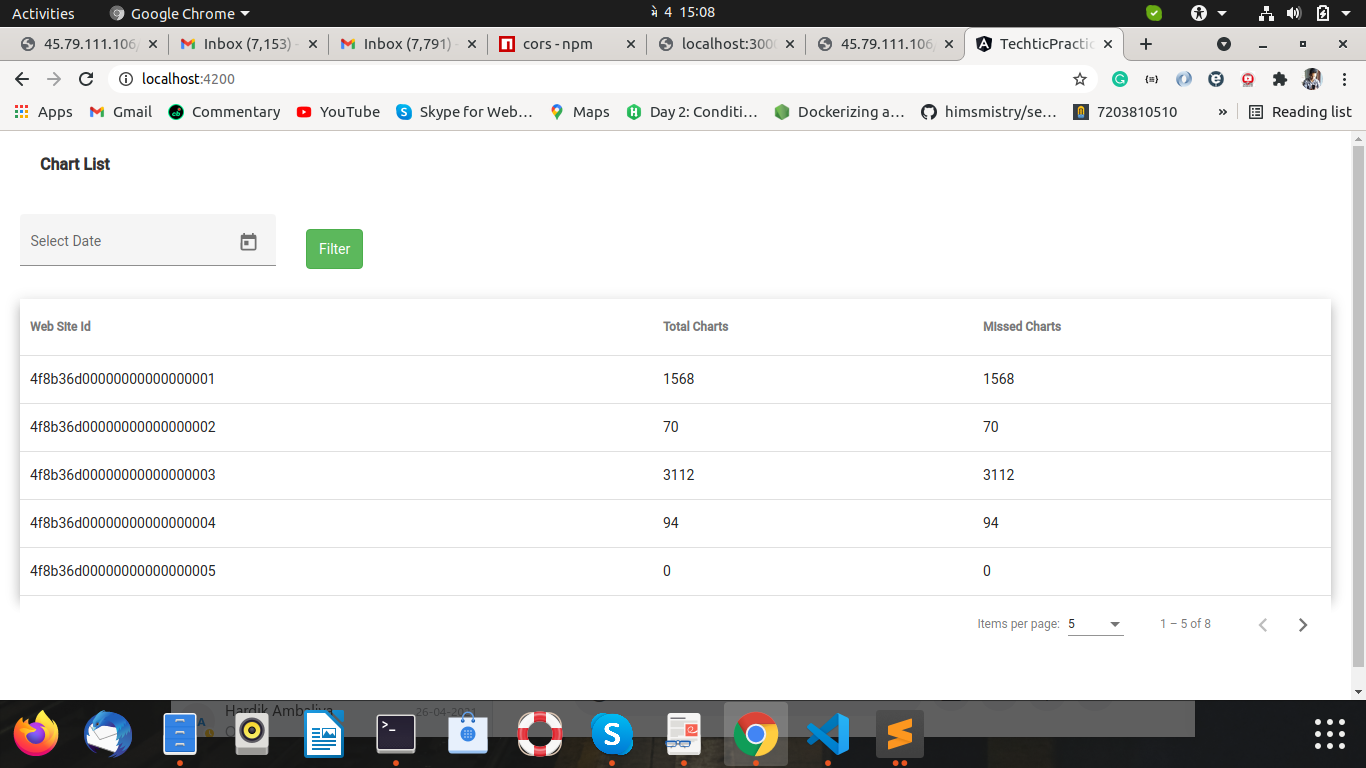 Activities Google Chrome મે 4 15:08
45.79.111.106/ Inbox (7,153) - Inbox (7,791) - cors - npm localhost:3000 45.79.111.106/ TechticPractic
localhost:4200
Apps Gmail Commentary YouTube Skype for Web… Maps Day 2: Conditi… Dockerizing a… himsmistry/se… 7203810510 » Reading list
Chart List
Select Date Filter
Web Site Id Total Charts Missed Charts
4f8b36d00000000000000001 1568 1568
4f8b36d00000000000000002 70 70
4f8b36d00000000000000003 3112 3112
4f8b36d00000000000000004 94 94
4f8b36d00000000000000005 0 0
Items per page: 5 1 – 5 of 8
Hardik Ambaliya 26-04-2021